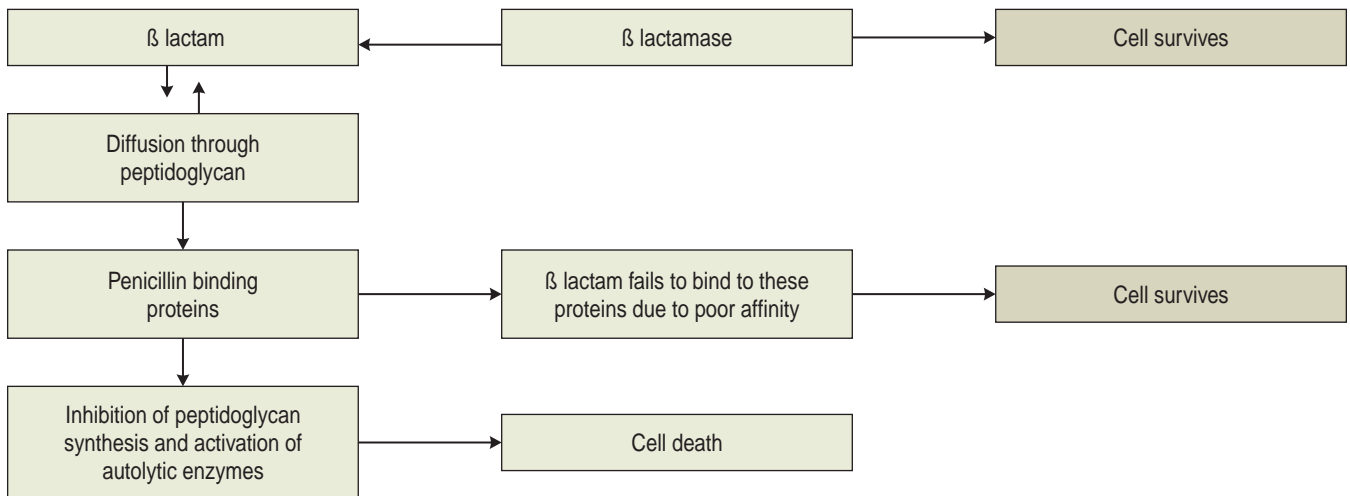 ß lactam
ß lactamase
Cell survives
Diffusion through
peptidoglycan
Penicillin binding
proteins
ß lactam fails to bind to these
proteins due to poor affinity
Cell survives
Inhibition of peptidoglycan
synthesis and activation of
autolytic enzymes
Cell death